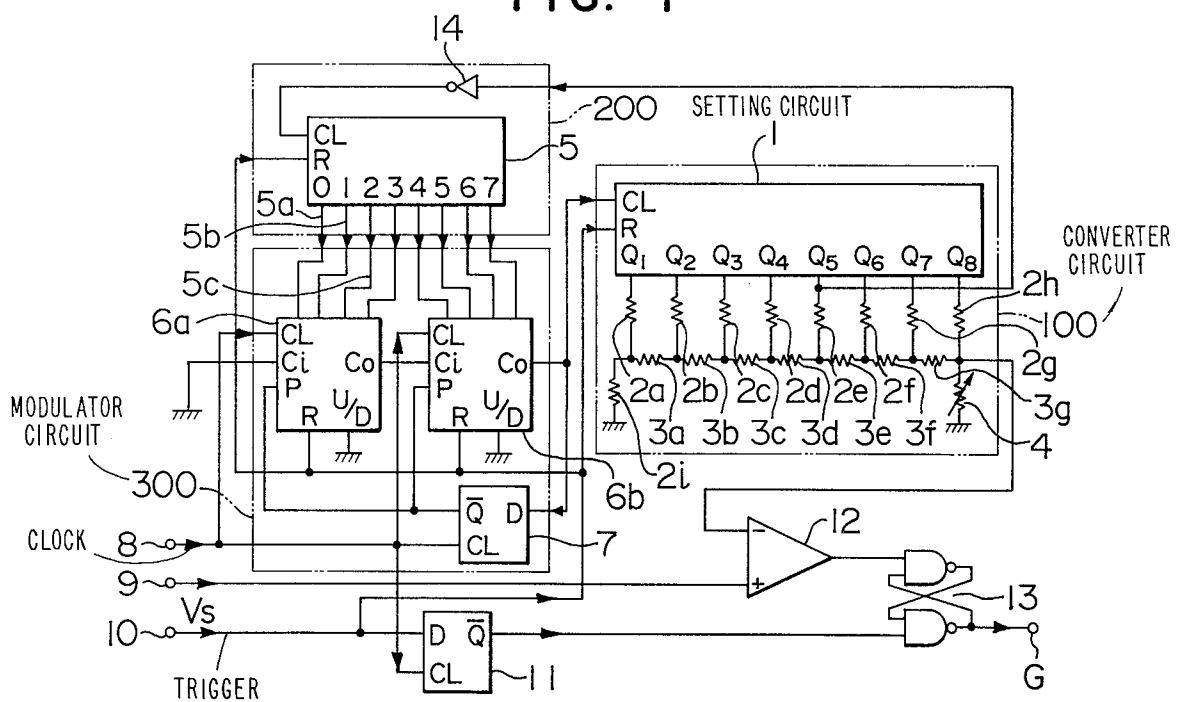 FIG. 1
14
200
SETTING CIRCUIT
1
CL
R
5
0 1 2 3 4 5 6 7
5a
5b
5c
CL
R
Q1 Q2 Q3 Q4 Q5 Q6 Q7 Q8
CONVERTER
CIRCUIT
2h
100
2g
6a
CL
Ci Co
P
R U/D
CL
Ci Co
P
R U/D
2a 2b 2c 2d 2e 2f
3g
3a 3b 3c 3d 3e 3f
4
2i
MODULATOR
CIRCUIT
300
6b
Q̅ D
CL
7
CLOCK
8
9
12
-
+
13
Vs
10
TRIGGER
D Q̅
CL
11
G